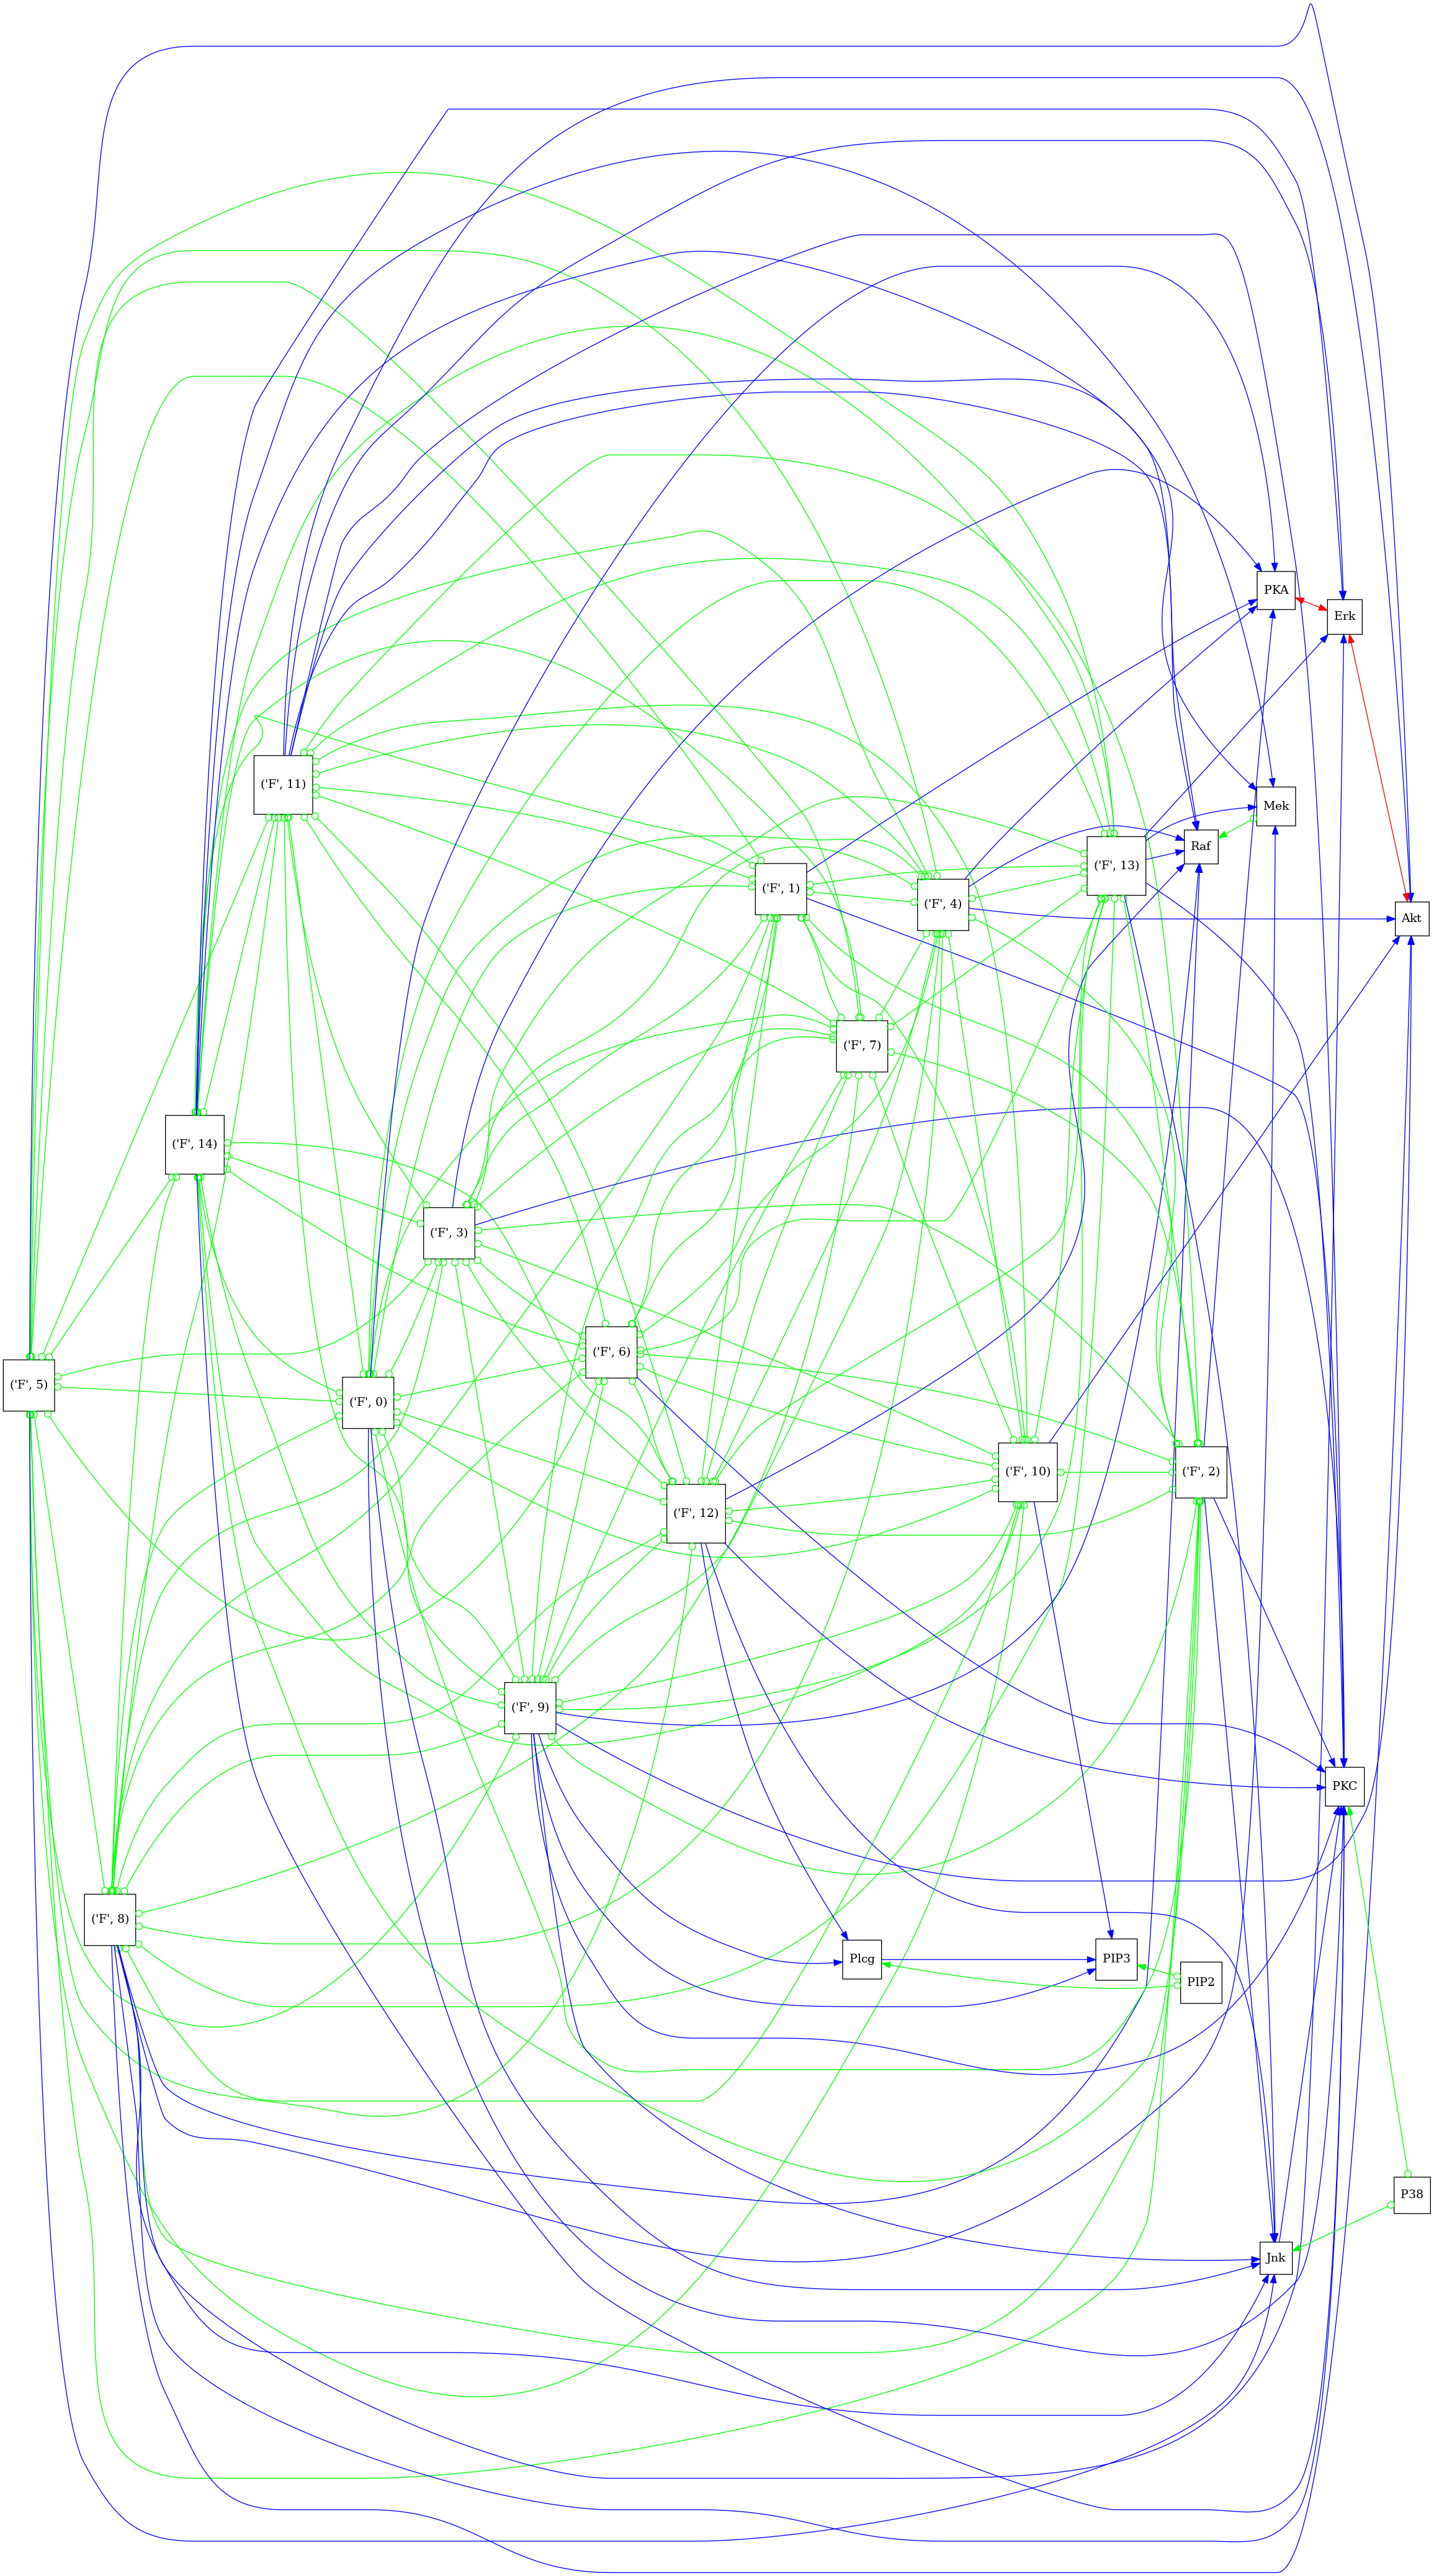 PKA
Erk
('F', 11)
Mek
Raf
('F', 13)
('F', 1)
('F', 4)
Akt
('F', 7)
('F', 14)
('F', 3)
('F', 6)
('F', 5)
('F', 0)
('F', 10)
('F', 2)
('F', 12)
('F', 9)
PKC
('F', 8)
Plcg
PIP3
PIP2
P38
Jnk